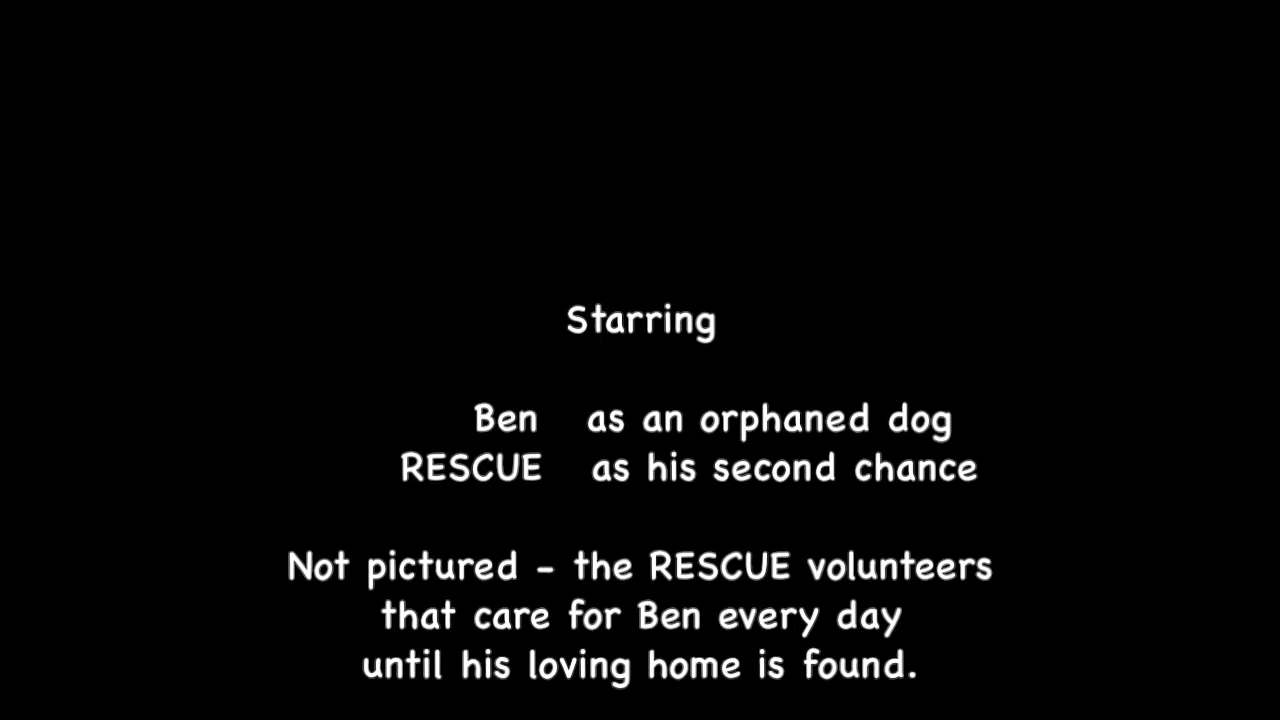 Starring
Ben as an orphaned dog
RESCUE as his second chance
Not pictured - the RESCUE volunteers
that care for Ben every day
until his loving home is found.